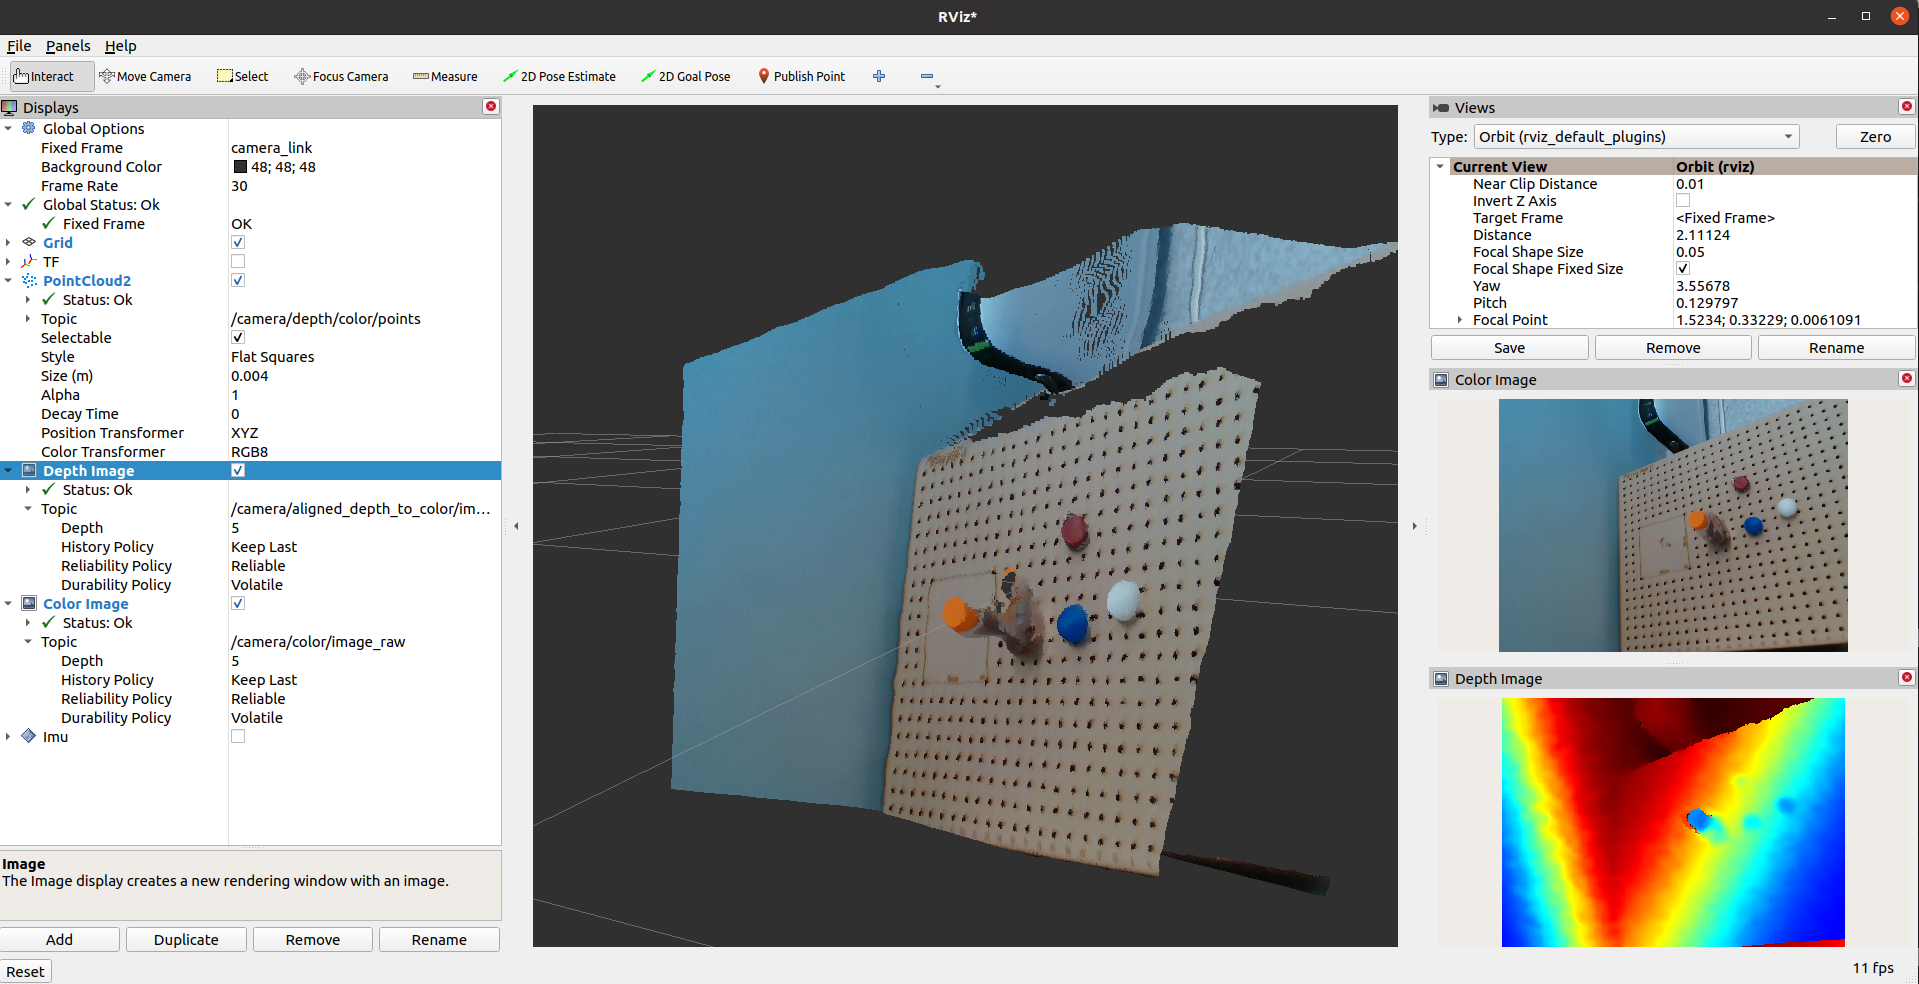 RViz*
File Panels Help
Interact Move Camera Select Focus Camera Measure 2D Pose Estimate 2D Goal Pose Publish Point
Displays
Global Options
Fixed Frame camera_link
Background Color 48; 48; 48
Frame Rate 30
Global Status: Ok
Fixed Frame OK
Grid
TF
PointCloud2
Status: Ok
Topic /camera/depth/color/points
Selectable
Style Flat Squares
Size (m) 0.004
Alpha 1
Decay Time 0
Position Transformer XYZ
Color Transformer RGB8
Depth Image
Status: Ok
Topic /camera/aligned_depth_to_color/im...
Depth 5
History Policy Keep Last
Reliability Policy Reliable
Durability Policy Volatile
Color Image
Status: Ok
Topic /camera/color/image_raw
Depth 5
History Policy Keep Last
Reliability Policy Reliable
Durability Policy Volatile
Imu
Image
The Image display creates a new rendering window with an image.
Add Duplicate Remove Rename
Reset
Views
Type: Orbit (rviz_default_plugins) Zero
Current View Orbit (rviz)
Near Clip Distance 0.01
Invert Z Axis
Target Frame <Fixed Frame>
Distance 2.11124
Focal Shape Size 0.05
Focal Shape Fixed Size
Yaw 3.55678
Pitch 0.129797
Focal Point 1.5234; 0.33229; 0.0061091
Save Remove Rename
Color Image
Depth Image
11 fps